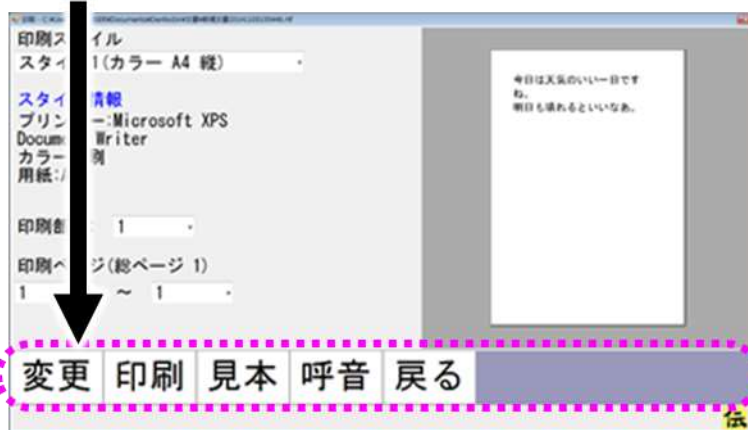 印刷ス イル
スタイ 1(カラー A4 縦)
スタイ 情報
プリン ー:Microsoft XPS
Docum Writer
カラー 刷
用紙:
印刷 1
印刷ペ ジ(総ページ 1)
1 ~ 1
今日は天気のいい一日です
ね。
明日も晴れるといいなあ。
変更 印刷 見本 呼音 戻る
伝